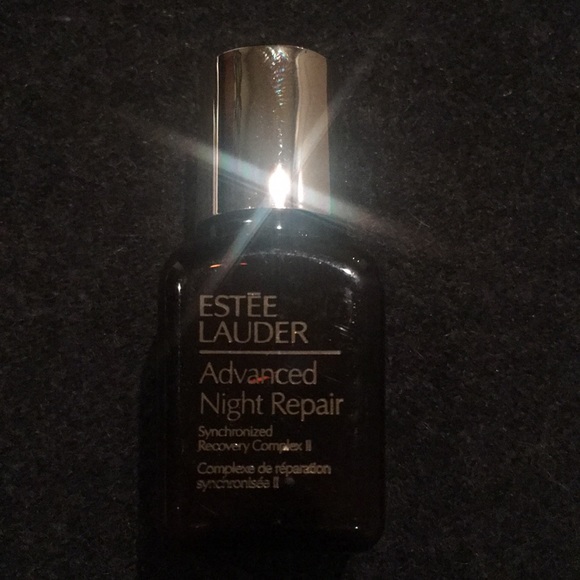 ESTĒE
LAUDER
Advanced
Night Repair
Synchronized
Recovery Complex II
Complexe de réparation
synchronisée II